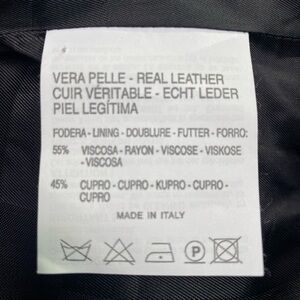 VERA PELLE - REAL LEATHER
CUIR VÉRITABLE - ECHT LEDER
PIEL LEGÍTIMA
FODERA - LINING - DOUBLURE - FUTTER - FORRO:
55% VISCOSA - RAYON - VISCOSE - VISKOSE
- VISCOSA
45% CUPRO - CUPRO - KUPRO - CUPRO -
CUPRO
MADE IN ITALY
P